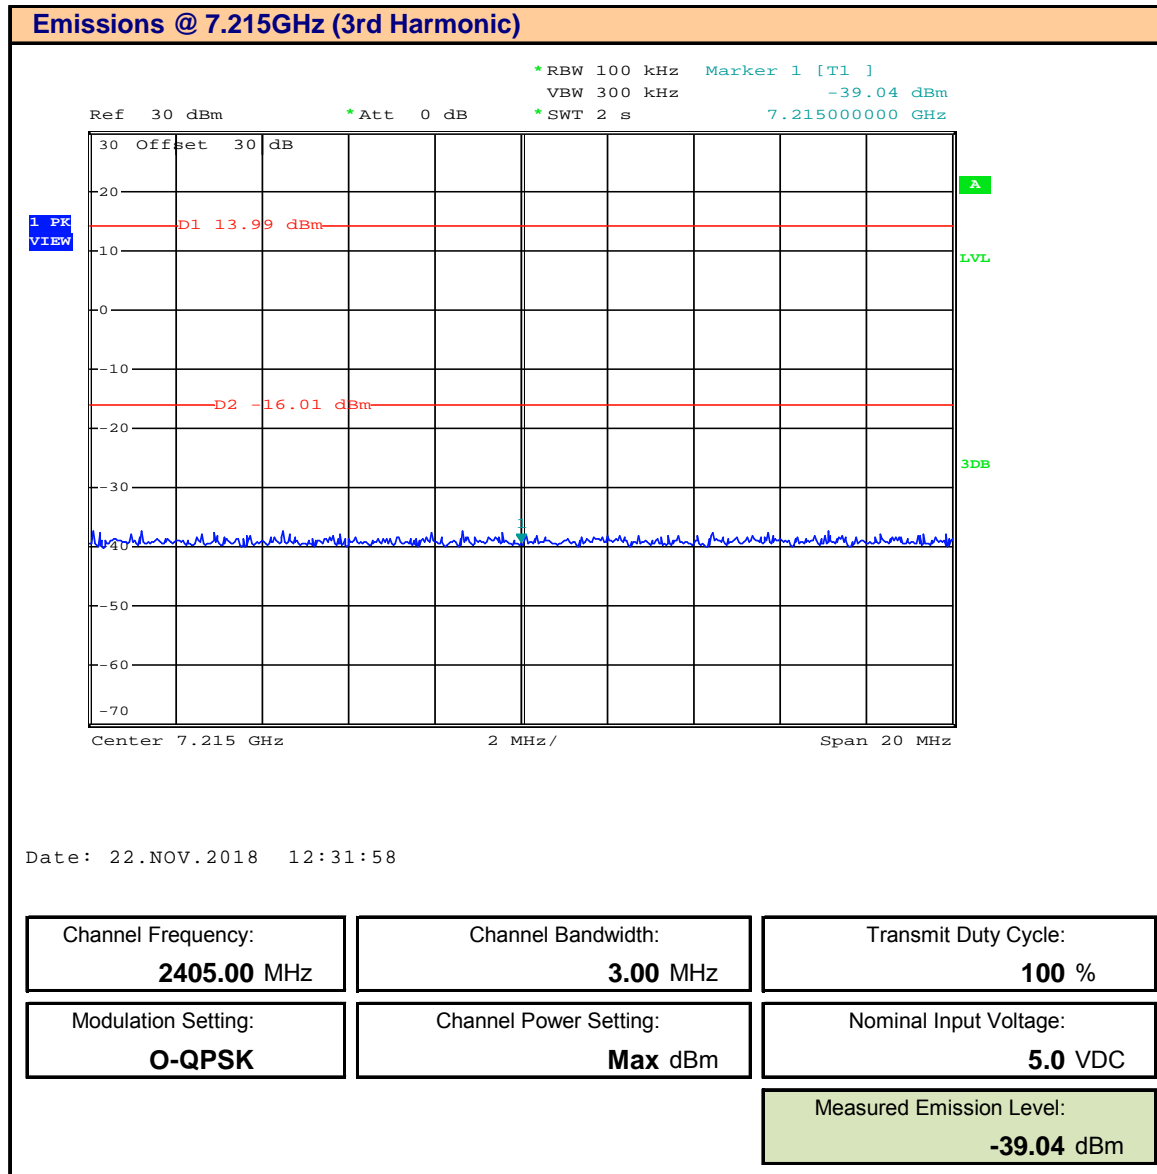 Emissions @ 7.215GHz (3rd Harmonic)
*RBW 100 kHz Marker 1 [T1 ]
VBW 300 kHz -39.04 dBm
Ref 30 dBm *Att 0 dB *SWT 2 s 7.215000000 GHz
30 Offset 30 dB
20
A
1 PK
VIEW
D1 13.99 dBm
10
LVL
0
-10
D2 -16.01 dBm
-20
3DB
-30
1
-40
-50
-60
-70
Center 7.215 GHz 2 MHz/ Span 20 MHz
Date: 22.NOV.2018 12:31:58
Channel Frequency: Channel Bandwidth: Transmit Duty Cycle:
2405.00 MHz 3.00 MHz 100 %
Modulation Setting: Channel Power Setting: Nominal Input Voltage:
O-QPSK Max dBm 5.0 VDC
Measured Emission Level:
-39.04 dBm